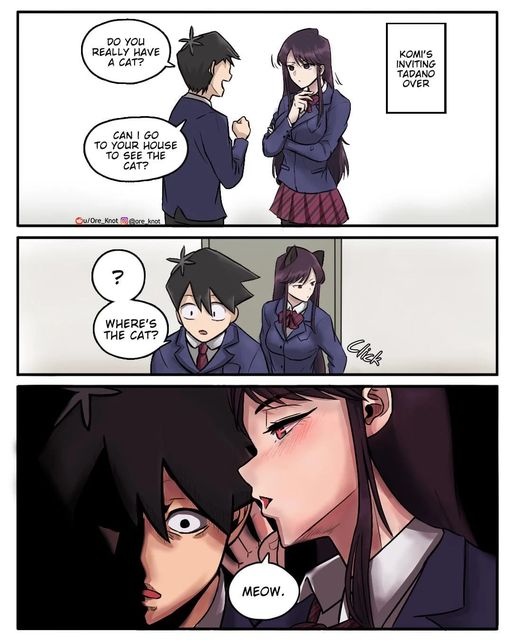 DO YOU
REALLY HAVE
A CAT?
KOMI'S
INVITING
TADANO
OVER
CAN I GO
TO YOUR HOUSE
TO SEE THE
CAT?
u/Ore_Knot @ore_knot
?
WHERE'S
THE CAT?
Click
MEOW.